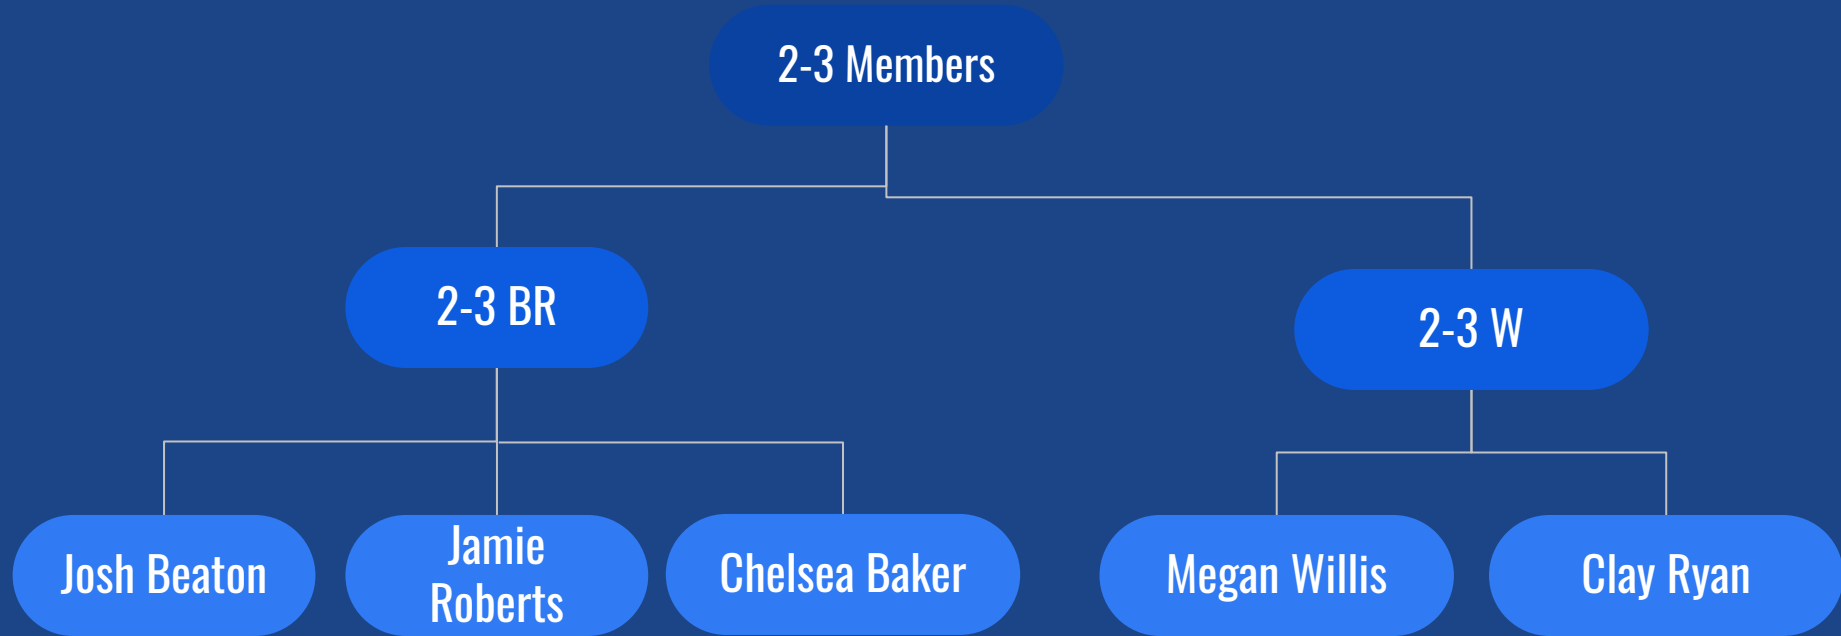 2-3 Members
2-3 BR
2-3 W
Josh Beaton
Jamie
Roberts
Chelsea Baker
Megan Willis
Clay Ryan